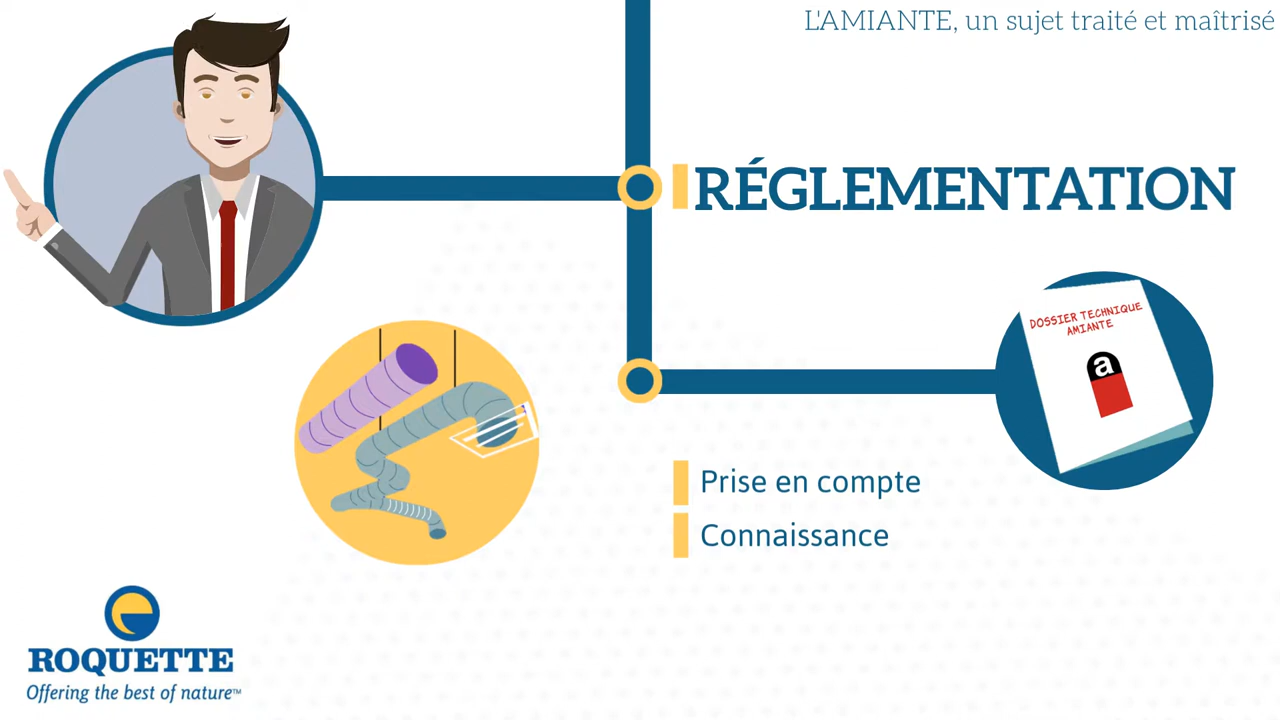 L'AMIANTE, un sujet traité et maîtrisé
RÉGLEMENTATION
DOSSIER TECHNIQUE
AMIANTE
a
Prise en compte
Connaissance
ROQUETTE
Offering the best of nature™